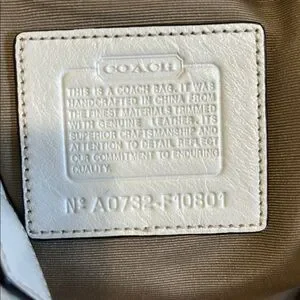 COACH
THIS IS A COACH BAG. IT WAS
HANDCRAFTED IN CHINA FROM
THE FINEST MATERIALS TRIMMED
WITH GENUINE LEATHER. ITS
SUPERIOR CRAFTSMANSHIP AND
ATTENTION TO DETAIL REFLECT
OUR COMMITMENT TO ENDURING
QUALITY.
Nº A0732-F10801